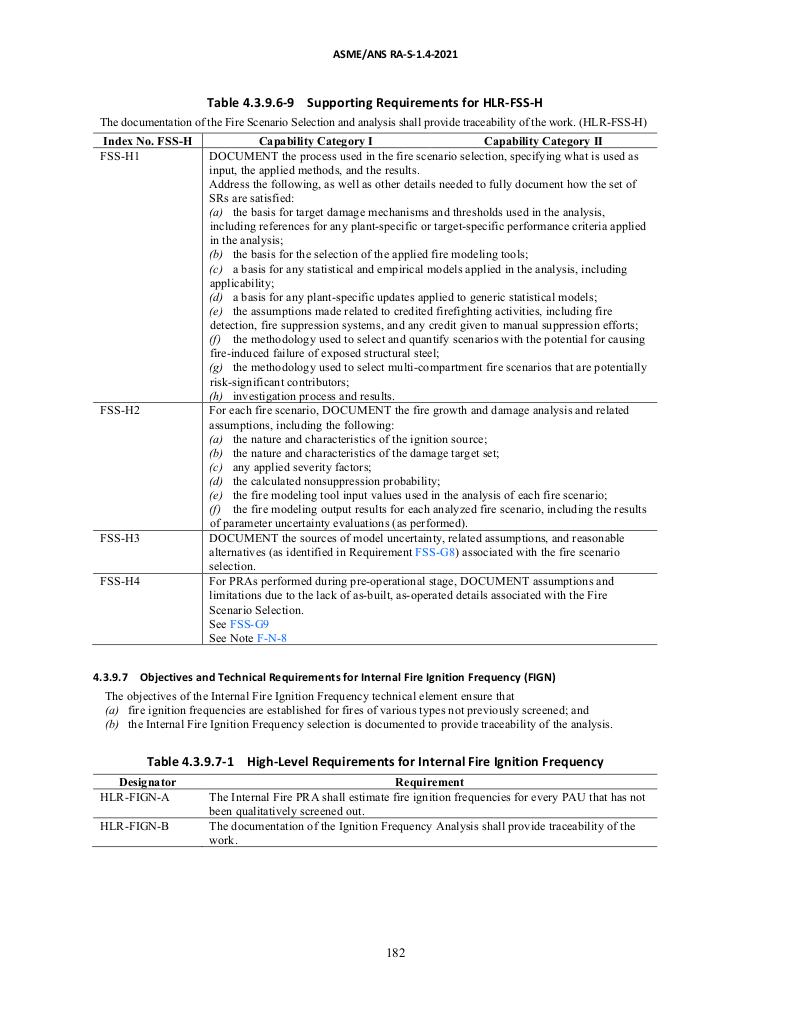 ASME/ANS RA-S-1.4-2021
Table 4.3.9.6-9 Supporting Requirements for HLR-FSS-H
The documentation of the Fire Scenario Selection and analysis shall provide traceability of the work. (HLR-FSS-H)
Index No. FSS-H Capability Category I Capability Category II
FSS-H1 DOCUMENT the process used in the fire scenario selection, specifying what is used as
input, the applied methods, and the results.
Address the following, as well as other details needed to fully document how the set of
SRs are satisfied:
(a) the basis for target damage mechanisms and thresholds used in the analysis,
including references for any plant-specific or target-specific performance criteria applied
in the analysis;
(b) the basis for the selection of the applied fire modeling tools;
(c) a basis for any statistical and empirical models applied in the analysis, including
applicability;
(d) a basis for any plant-specific updates applied to generic statistical models;
(e) the assumptions made related to credited firefighting activities, including fire
detection, fire suppression systems, and any credit given to manual suppression efforts;
(f) the methodology used to select and quantify scenarios with the potential for causing
fire-induced failure of exposed structural steel;
(g) the methodology used to select multi-compartment fire scenarios that are potentially
risk-significant contributors;
(h) investigation process and results.
FSS-H2 For each fire scenario, DOCUMENT the fire growth and damage analysis and related
assumptions, including the following:
(a) the nature and characteristics of the ignition source;
(b) the nature and characteristics of the damage target set;
(c) any applied severity factors;
(d) the calculated nonsuppression probability;
(e) the fire modeling tool input values used in the analysis of each fire scenario;
(f) the fire modeling output results for each analyzed fire scenario, including the results
of parameter uncertainty evaluations (as performed).
FSS-H3 DOCUMENT the sources of model uncertainty, related assumptions, and reasonable
alternatives (as identified in Requirement FSS-G8) associated with the fire scenario
selection.
FSS-H4 For PRAs performed during pre-operational stage, DOCUMENT assumptions and
limitations due to the lack of as-built, as-operated details associated with the Fire
Scenario Selection.
See FSS-G9
See Note F-N-8
4.3.9.7 Objectives and Technical Requirements for Internal Fire Ignition Frequency (FIGN)
The objectives of the Internal Fire Ignition Frequency technical element ensure that
(a) fire ignition frequencies are established for fires of various types not previously screened; and
(b) the Internal Fire Ignition Frequency selection is documented to provide traceability of the analysis.
Table 4.3.9.7-1 High-Level Requirements for Internal Fire Ignition Frequency
Designator Requirement
HLR-FIGN-A The Internal Fire PRA shall estimate fire ignition frequencies for every PAU that has not
been qualitatively screened out.
HLR-FIGN-B The documentation of the Ignition Frequency Analysis shall provide traceability of the
work.
182